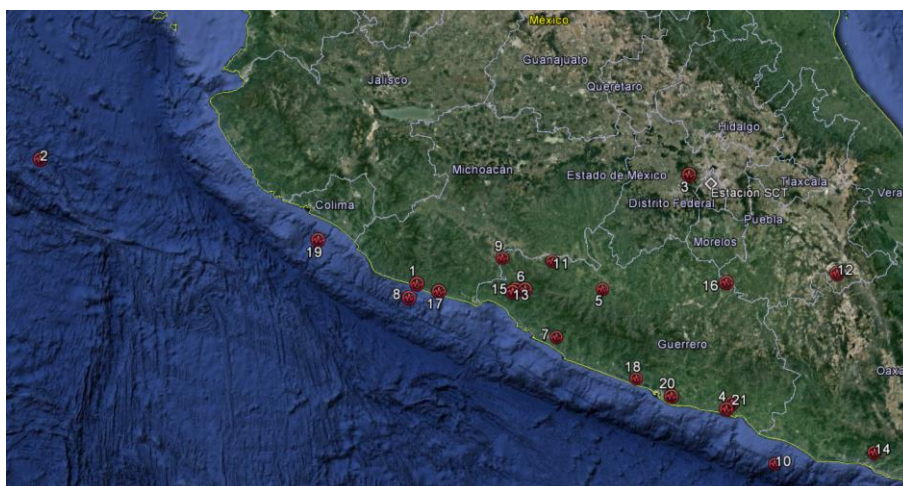 México
Guanajuato
Jalisco
Querétaro
Hidalgo
2
Michoacán
Estado de México
3
Estación SCT
Tlaxcala
Distrito Federal
Colima
Puebla
19
Morelos
9
11
12
1
6
16
8
17
15
13
5
7
Guerrero
18
20
4
21
14
10